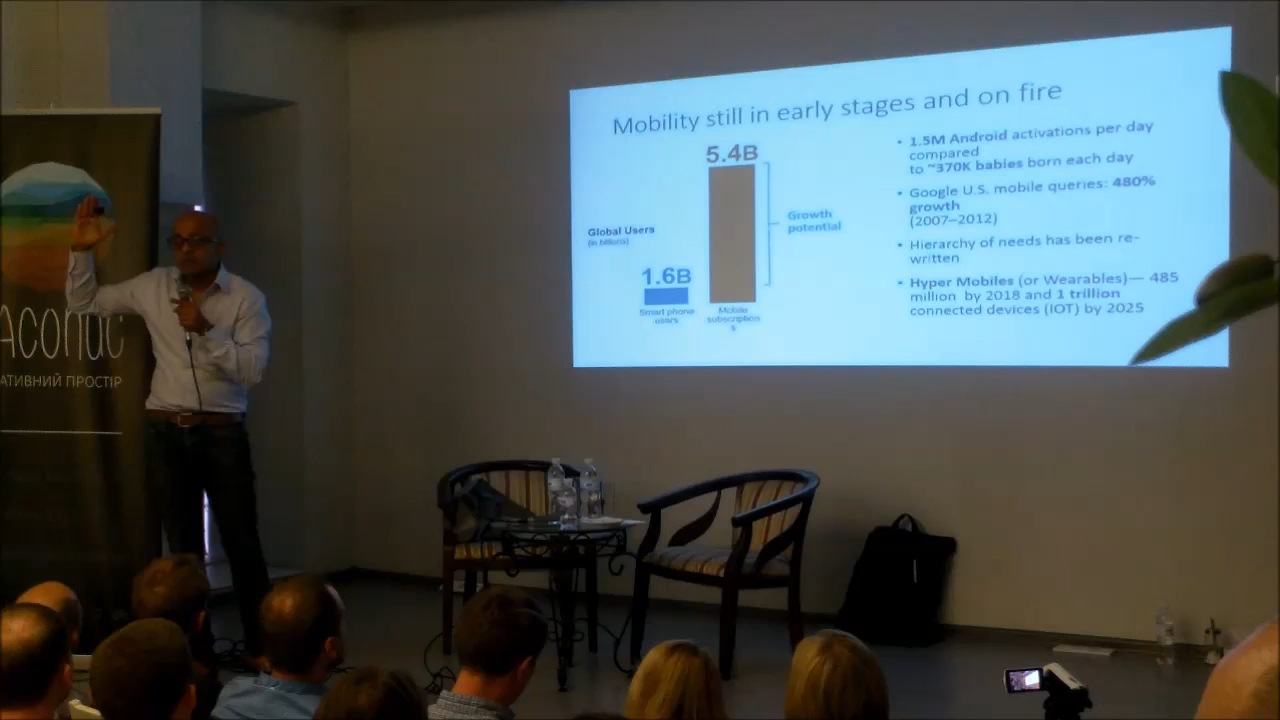 Mobility still in early stages and on fire
5.4B
Global Users
(in billions)
Growth
potential
1.6B
Smart phone
users
Mobile
subscription
s
• 1.5M Android activations per day
compared
to ~370K babies born each day
• Google U.S. mobile queries: 480%
growth
(2007–2012)
• Hierarchy of needs has been re-
written
• Hyper Mobiles (or Wearables)— 485
million by 2018 and 1 trillion
connected devices (IOT) by 2025
АТИВНИЙ ПРОСТІР